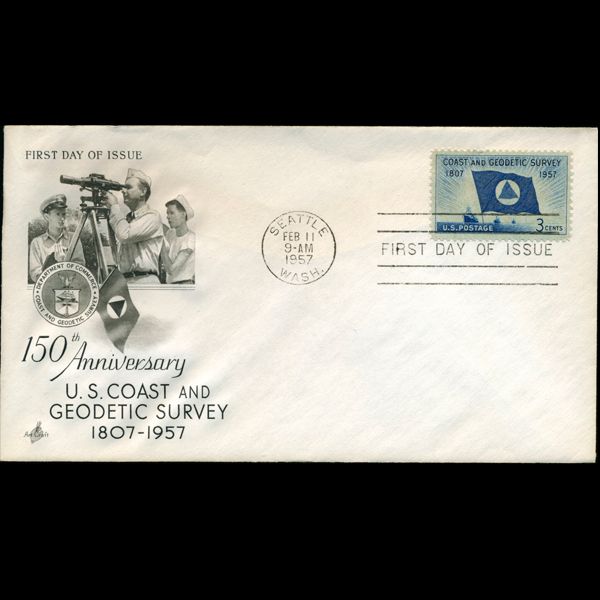 FIRST DAY OF ISSUE
DEPARTMENT OF COMMERCE
COAST AND GEODETIC SURVEY
150th Anniversary
U.S. COAST AND
GEODETIC SURVEY
1807-1957
Art Craft
SEATTLE
FEB 11
9-AM
1957
WASH.
COAST AND GEODETIC SURVEY
1807 1957
U.S. POSTAGE 3 CENTS
FIRST DAY OF ISSUE